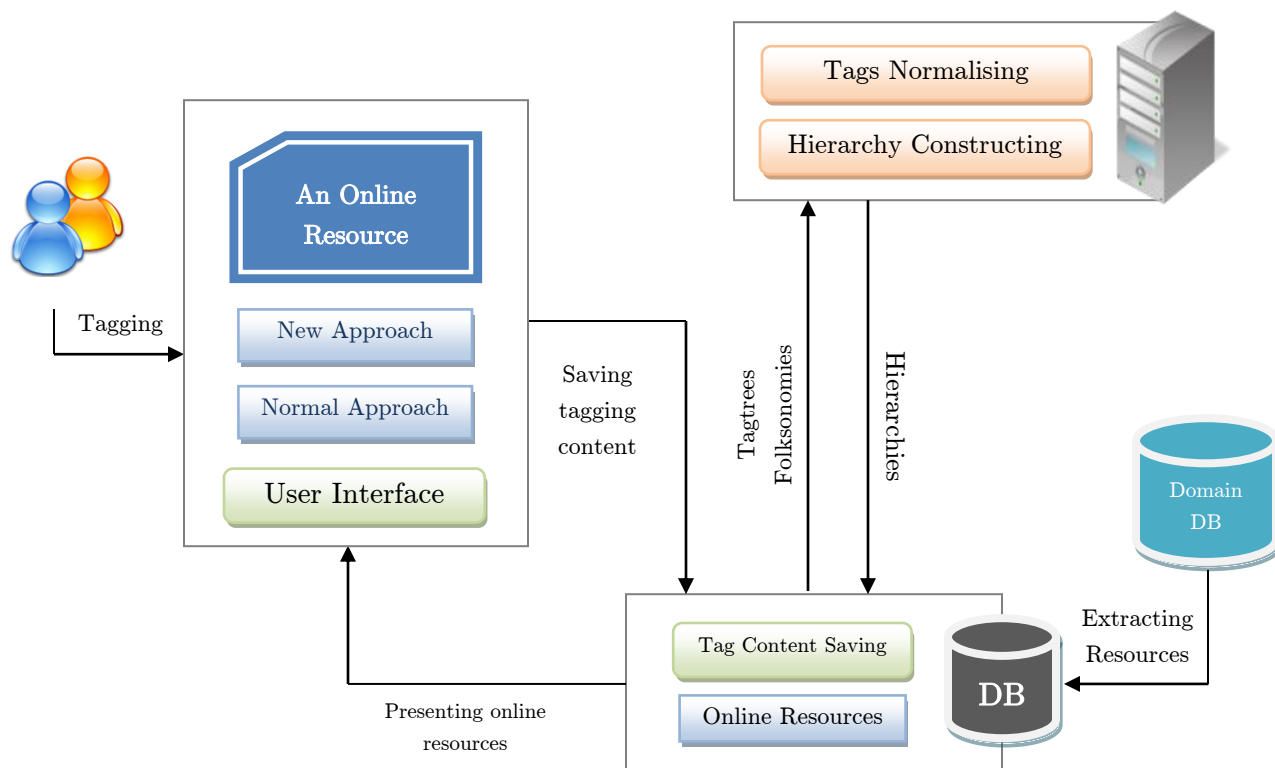 Tags Normalising
Hierarchy Constructing
An Online
Resource
New Approach
Normal Approach
User Interface
Tagging
Saving
tagging
content
Tagtrees
Folksonomies
Hierarchies
Domain
DB
Extracting
Resources
Tag Content Saving
Online Resources
DB
Presenting online
resources